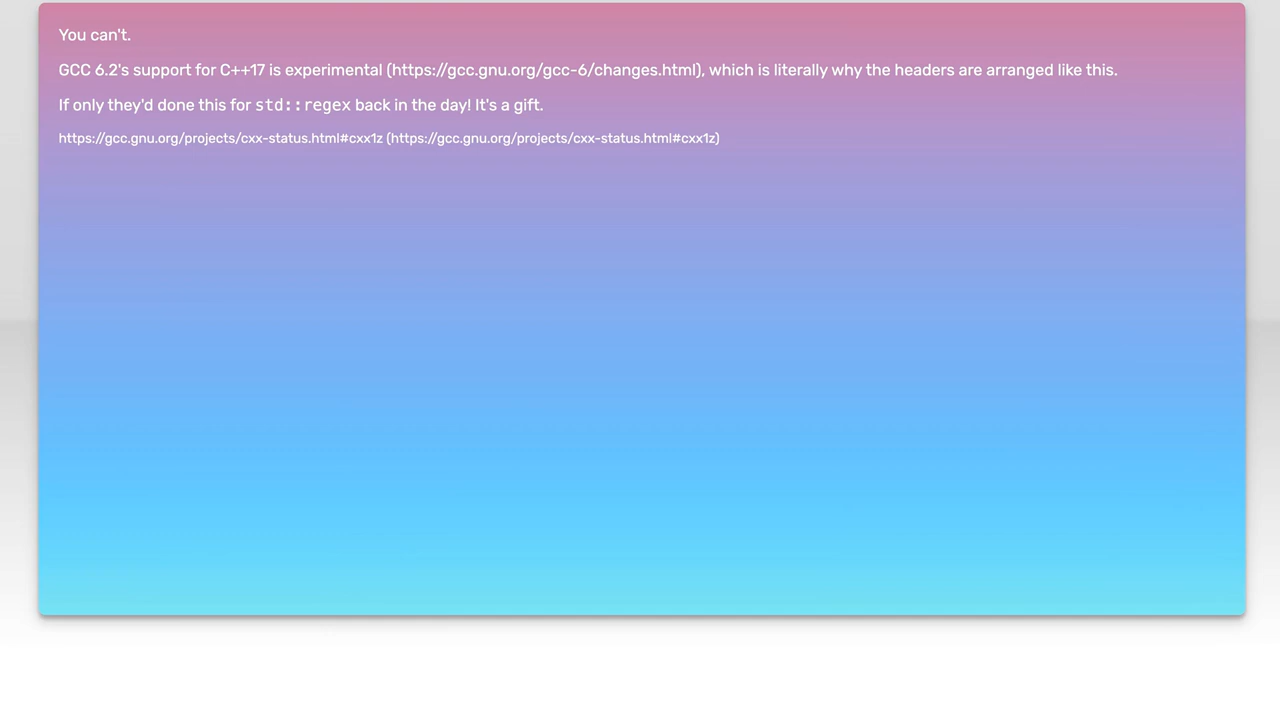 You can't.
GCC 6.2's support for C++17 is experimental (https://gcc.gnu.org/gcc-6/changes.html), which is literally why the headers are arranged like this.
If only they'd done this for std::regex back in the day! It's a gift.
https://gcc.gnu.org/projects/cxx-status.html#cxx1z (https://gcc.gnu.org/projects/cxx-status.html#cxx1z)